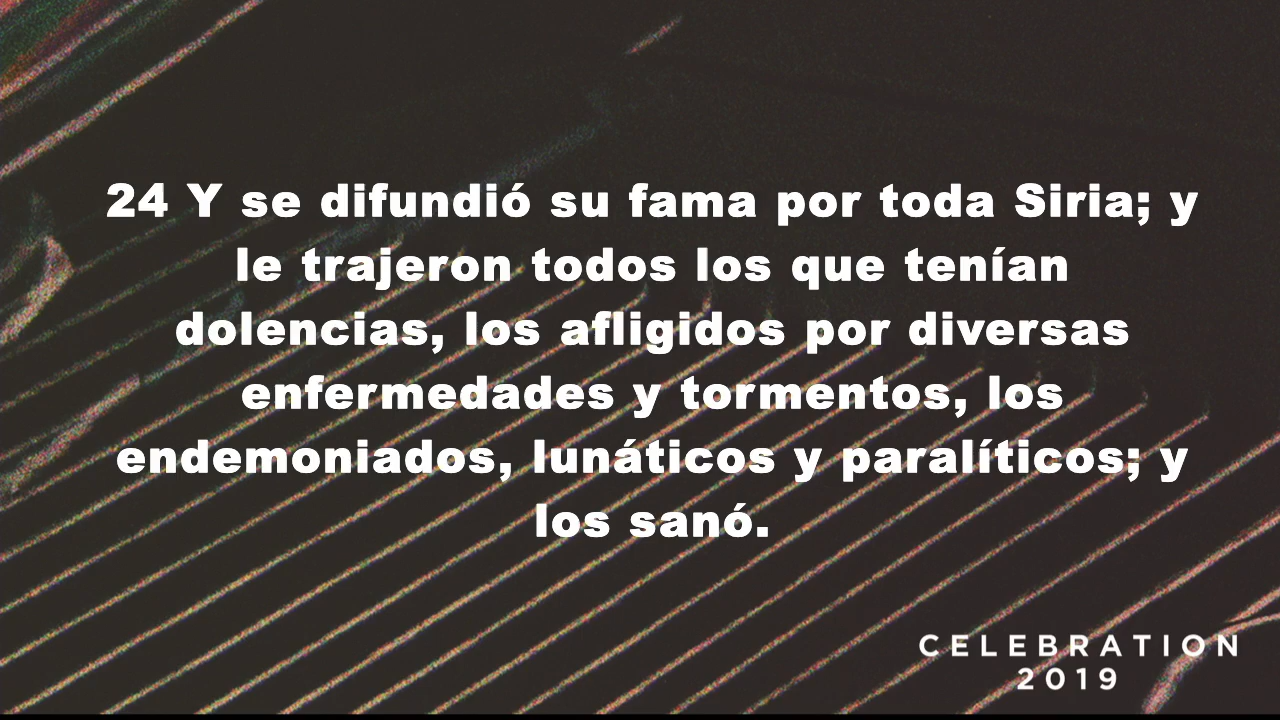 24 Y se difundió su fama por toda Siria; y
le trajeron todos los que tenían
dolencias, los afligidos por diversas
enfermedades y tormentos, los
endemoniados, lunáticos y paralíticos; y
los sanó.
CELEBRATION
2019